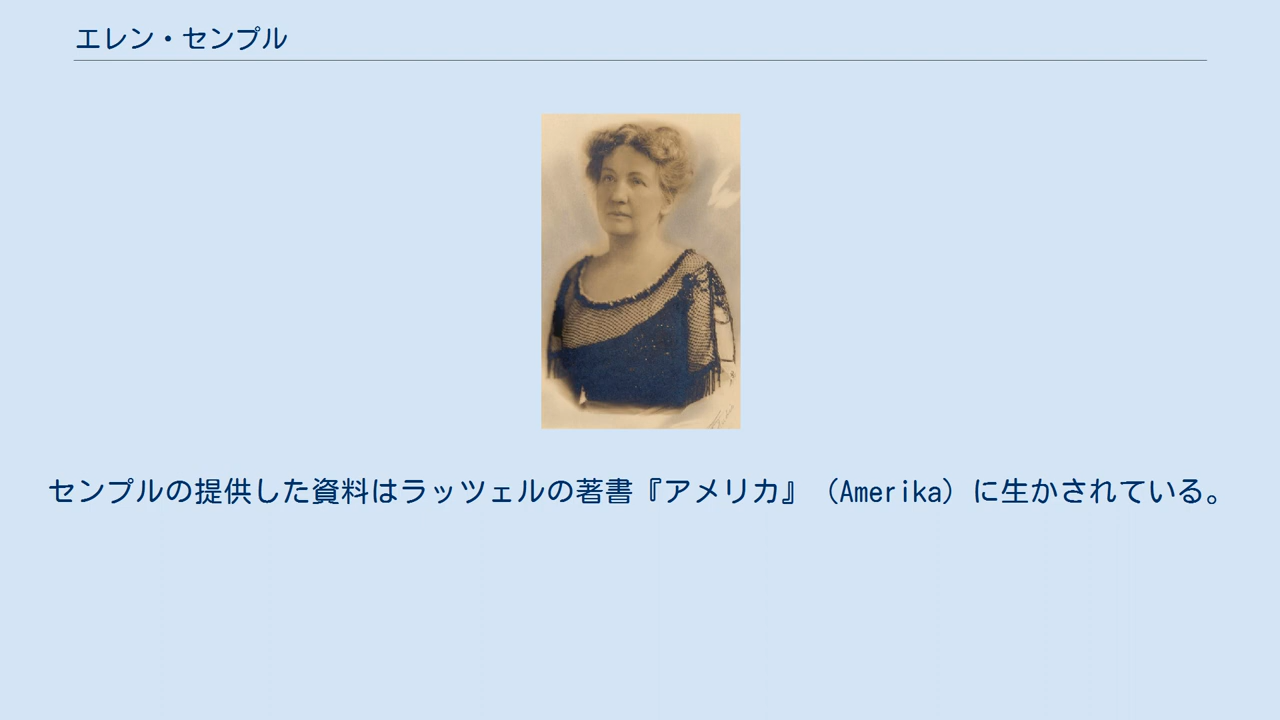 エレン・センプル
センプルの提供した資料はラッツェルの著書『アメリカ』（Amerika）に生かされている。